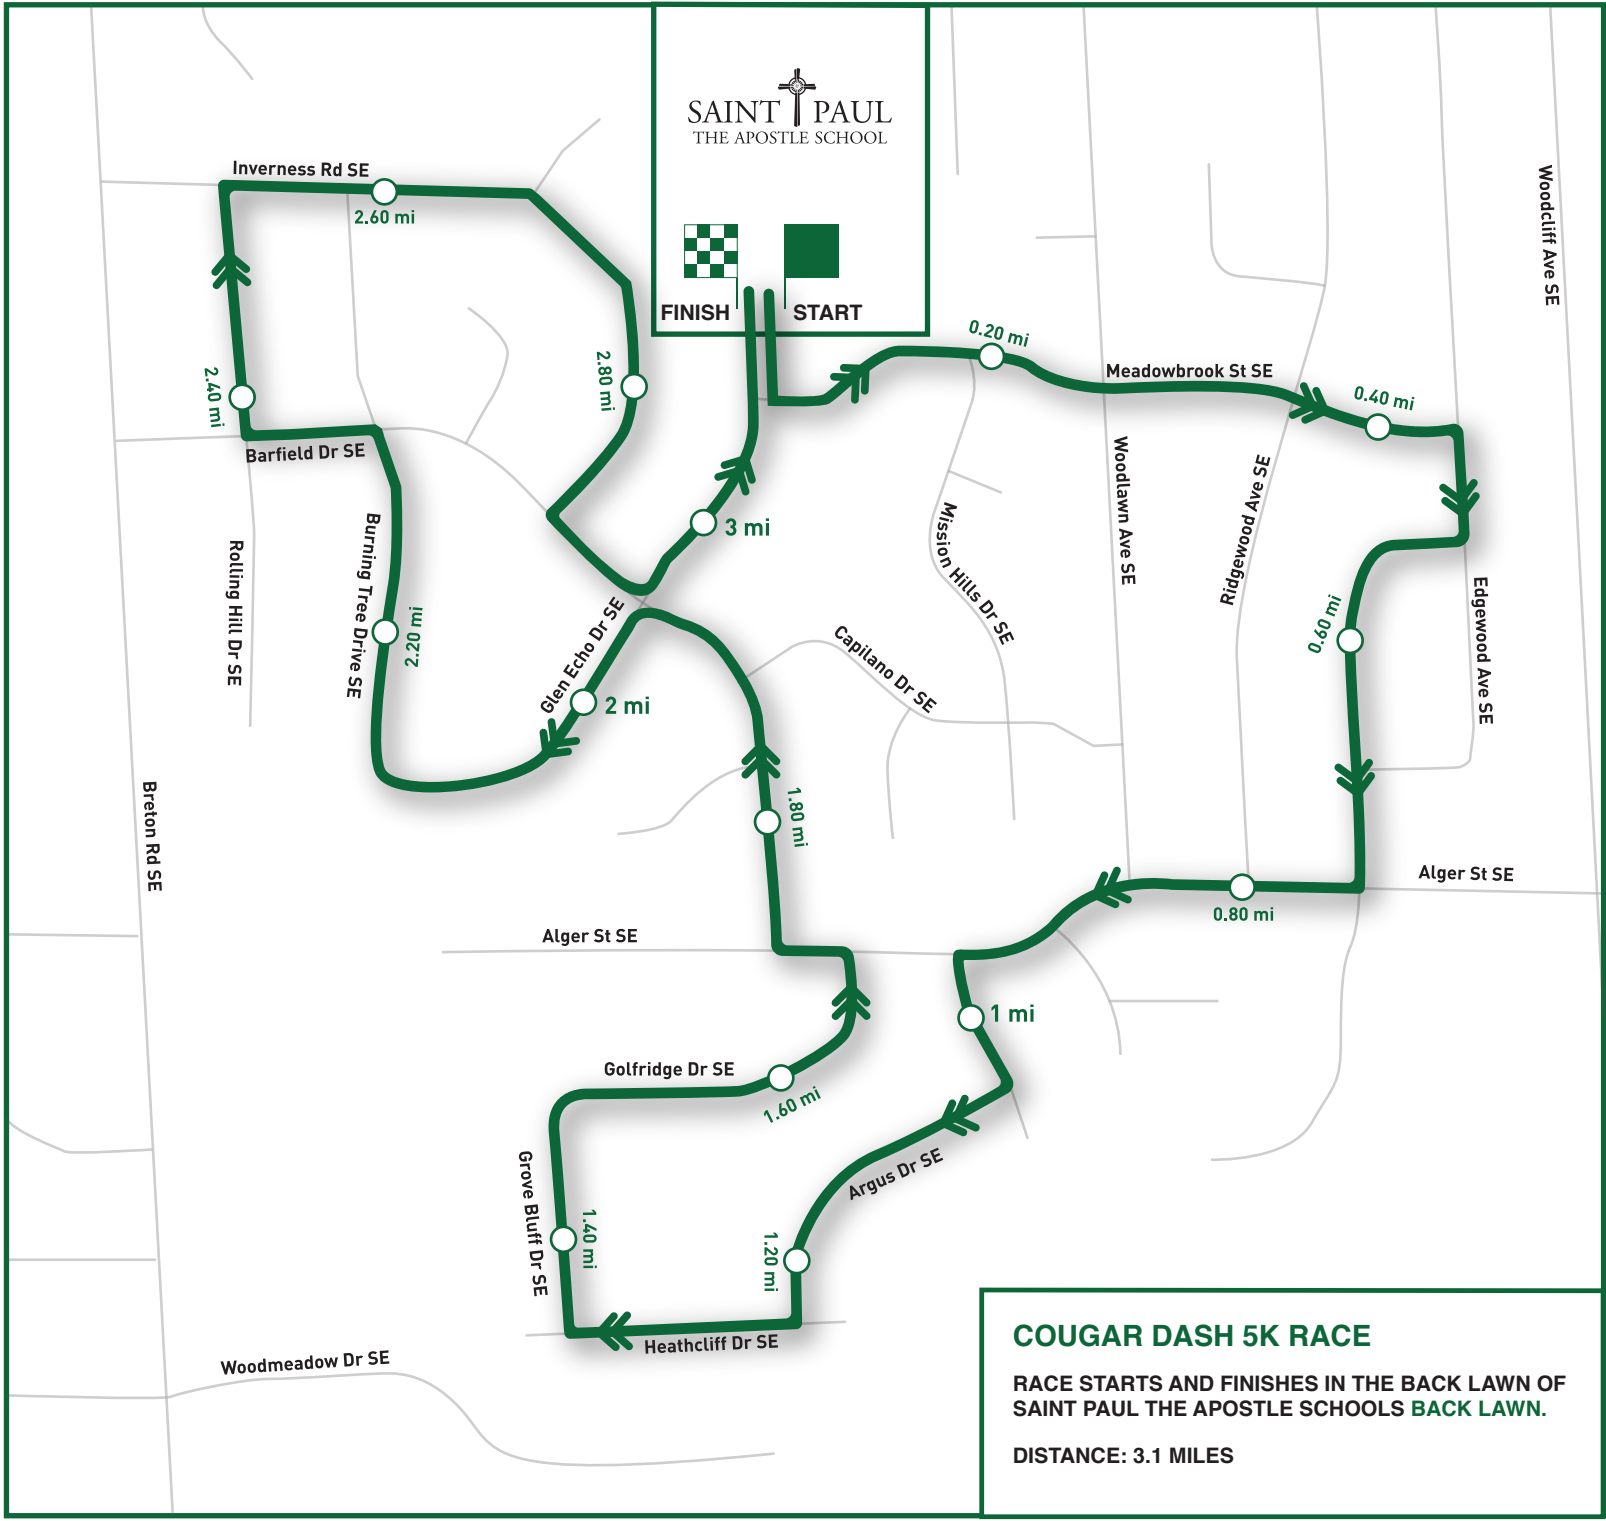 SAINT PAUL
THE APOSTLE SCHOOL
FINISH
START
Inverness Rd SE
2.60 mi
2.80 mi
2.40 mi
Barfield Dr SE
0.20 mi
Meadowbrook St SE
0.40 mi
Woodcliff Ave SE
Woodlawn Ave SE
Ridgewood Ave SE
Mission Hills Dr SE
3 mi
Burning Tree Drive SE
Rolling Hill Dr SE
2.20 mi
Glen Echo Dr SE
2 mi
Capilano Dr SE
0.60 mi
Edgewood Ave SE
Breton Rd SE
1.80 mi
Alger St SE
0.80 mi
Alger St SE
1 mi
Golfridge Dr SE
1.60 mi
Argus Dr SE
Grove Bluff Dr SE
1.40 mi
1.20 mi
Heathcliff Dr SE
Woodmeadow Dr SE
COUGAR DASH 5K RACE
RACE STARTS AND FINISHES IN THE BACK LAWN OF
SAINT PAUL THE APOSTLE SCHOOLS BACK LAWN.
DISTANCE: 3.1 MILES